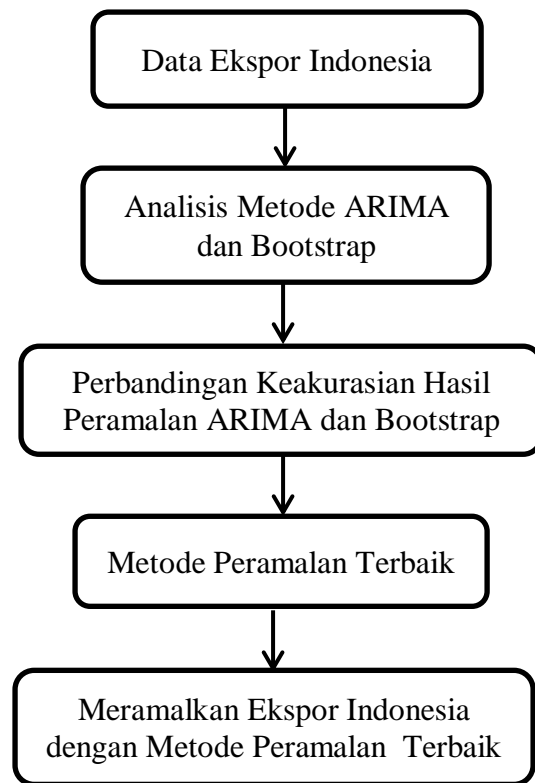 Data Ekspor Indonesia
Analisis Metode ARIMA
dan Bootstrap
Perbandingan Keakurasian Hasil
Peramalan ARIMA dan Bootstrap
Metode Peramalan Terbaik
Meramalkan Ekspor Indonesia
dengan Metode Peramalan Terbaik